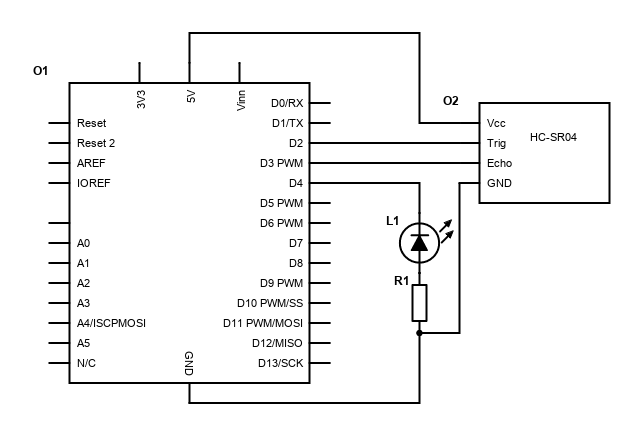 O1
3V3
5V
Vinn
O2
D0/RX
Reset
D1/TX
Vcc
HC-SR04
Reset 2
D2
Trig
AREF
D3 PWM
Echo
IOREF
D4
GND
D5 PWM
D6 PWM
L1
A0
D7
A1
D8
A2
D9 PWM
R1
A3
D10 PWM/SS
A4/ISCPMOSI
D11 PWM/MOSI
A5
D12/MISO
N/C
GND
D13/SCK